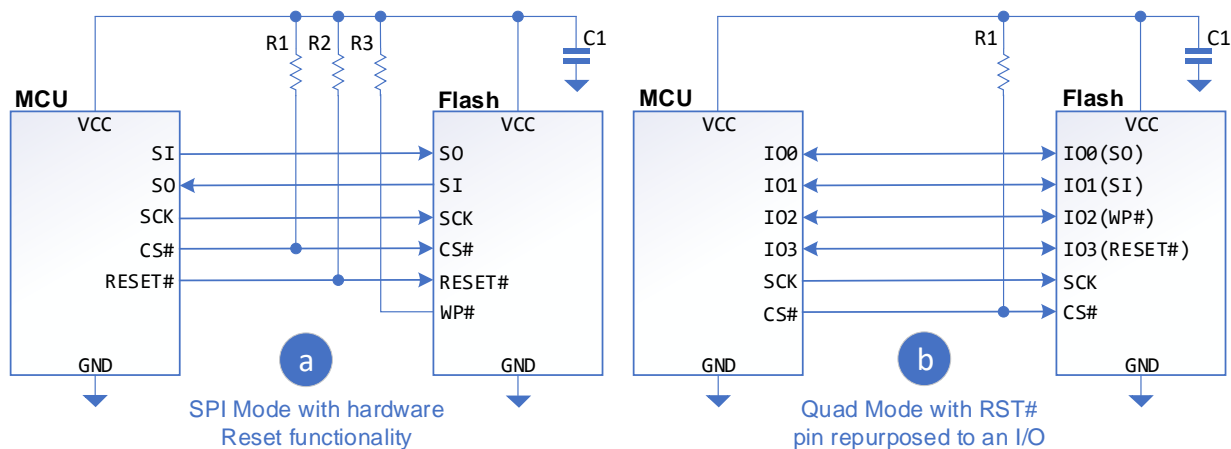 R1 R2 R3 C1
MCU Flash
VCC VCC
SI SO
SO SI
SCK SCK
CS# CS#
RESET# RESET#
WP#
GND GND
a
SPI Mode with hardware
Reset functionality
R1 C1
MCU Flash
VCC VCC
IO0 IO0(SO)
IO1 IO1(SI)
IO2 IO2(WP#)
IO3 IO3(RESET#)
SCK SCK
CS# CS#
GND GND
b
Quad Mode with RST#
pin repurposed to an I/O